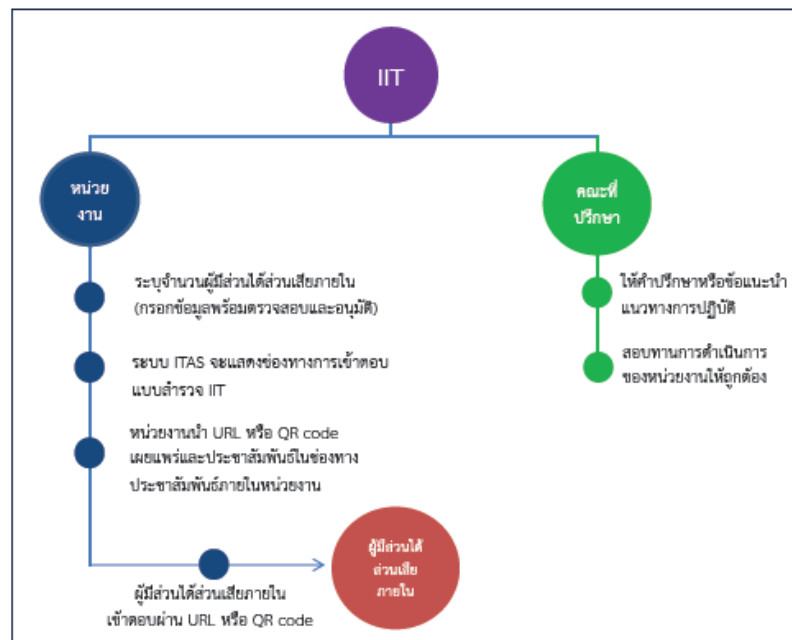 IIT
หน่วย
งาน
ระบุจำนวนผู้มีส่วนได้ส่วนเสียภายใน
(กรอกข้อมูลพร้อมตรวจสอบและอนุมัติ)
ระบบ ITAS จะแสดงช่องทางการเข้าตอบ
แบบสำรวจ IIT
หน่วยงานนำ URL หรือ QR code
เผยแพร่และประชาสัมพันธ์ในช่องทาง
ประชาสัมพันธ์ภายในหน่วยงาน
ผู้มีส่วนได้ส่วนเสียภายใน
เข้าตอบผ่าน URL หรือ QR code
ผู้มีส่วนได้
ส่วนเสีย
ภายใน
คณะที่
ปรึกษา
ให้คำปรึกษาหรือข้อแนะนำ
แนวทางการปฏิบัติ
สอบทานการดำเนินการ
ของหน่วยงานให้ถูกต้อง